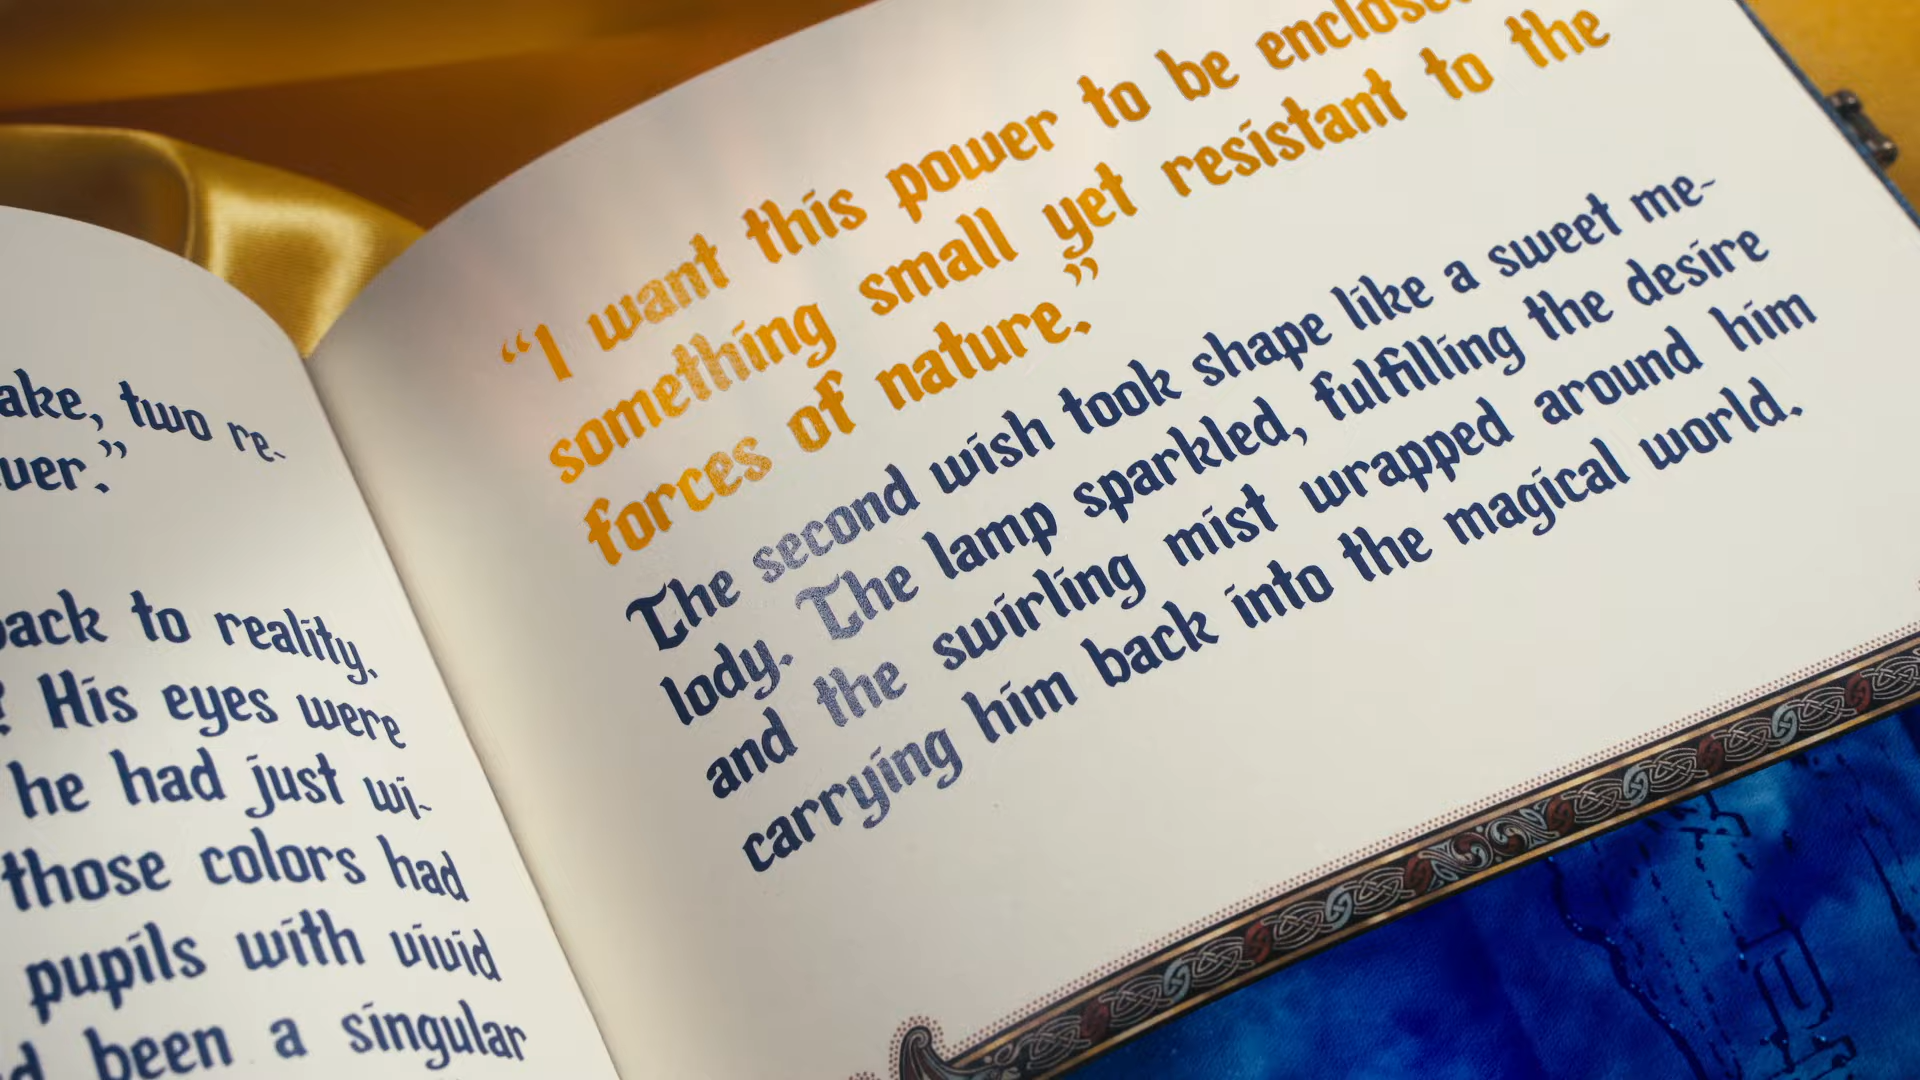 ake, two re-
ver."
back to reality.
? His eyes were
he had just wi-
those colors had
pupils with vivid
been a singular
“I want this power to be enclosed
something small yet resistant to the
forces of nature.”
The second wish took shape like a sweet me-
lody. The lamp sparkled, fulfilling the desire
and the swirling mist wrapped around him
carrying him back into the magical world.